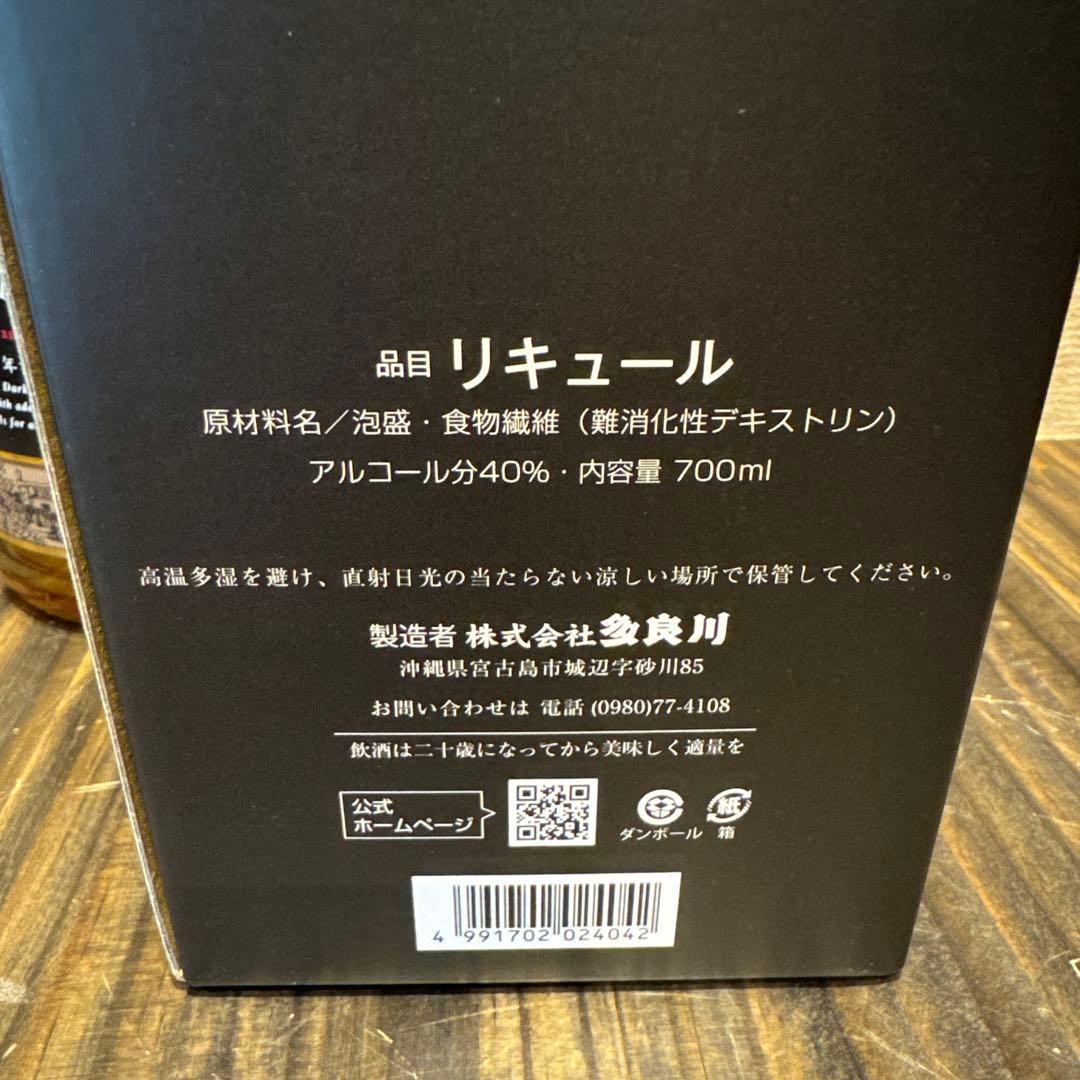 品目 リキュール
原材料名／泡盛・食物繊維（難消化性デキストリン）
アルコール分40%・内容量 700ml
高温多湿を避け、直射日光の当たらない涼しい場所で保管してください。
製造者 株式会社多良川
沖縄県宮古島市城辺字砂川85
お問い合わせは 電話 (0980)77-4108
飲酒は二十歳になってから美味しく適量を
公式
ホームページ
紙
ダンボール 箱
4 991702 024042
年
Dark